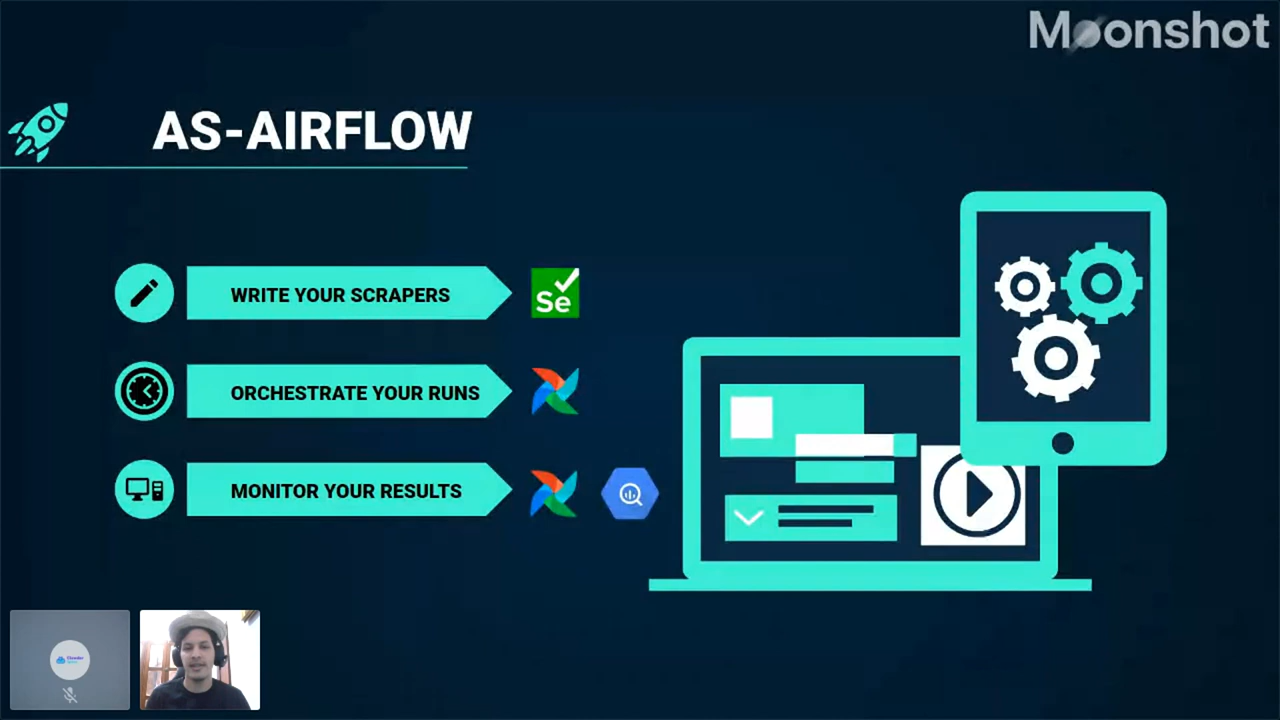 Moonshot
AS-AIRFLOW
WRITE YOUR SCRAPERS
Se
ORCHESTRATE YOUR RUNS
MONITOR YOUR RESULTS